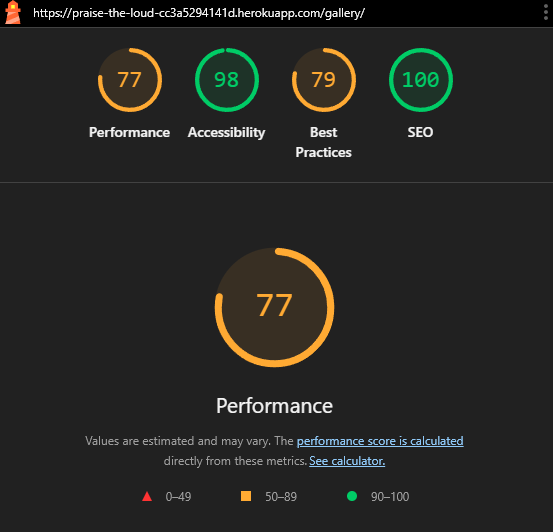 https://praise-the-loud-cc3a5294141d.herokuapp.com/gallery/
77 98 79 100
Performance Accessibility Best Practices SEO
77
Performance
Values are estimated and may vary. The performance score is calculated
directly from these metrics. See calculator.
0–49 50–89 90–100